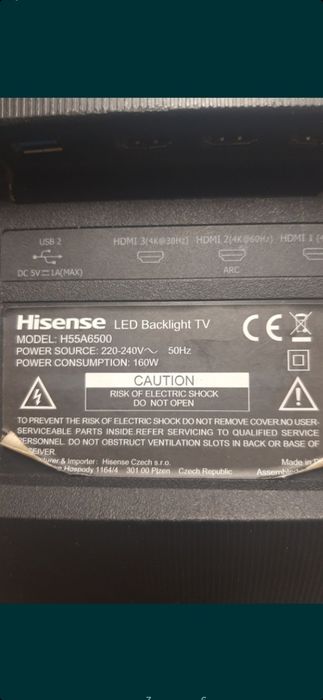 USB 2
HDMI 3(4K@30Hz) HDMI 2(4K@60Hz) HDMI 1
DC 5V⎓1A(MAX)
ARC
Hisense LED Backlight TV
MODEL: H55A6500
POWER SOURCE: 220-240V∼ 50Hz
POWER CONSUMPTION: 160W
CAUTION
RISK OF ELECTRIC SHOCK
DO NOT OPEN
TO PREVENT THE RISK OF ELECTRIC SHOCK DO NOT REMOVE COVER.NO USER-
SERVICEABLE PARTS INSIDE.REFER SERVICING TO QUALIFIED SERVICE
PERSONNEL. DO NOT OBSTRUCT VENTILATION SLOTS IN BACK OR BASE OF
& Importer: Hisense Czech s.r.o. Made in
Hospody 1164/4 301 00 Plzen Czech Republic